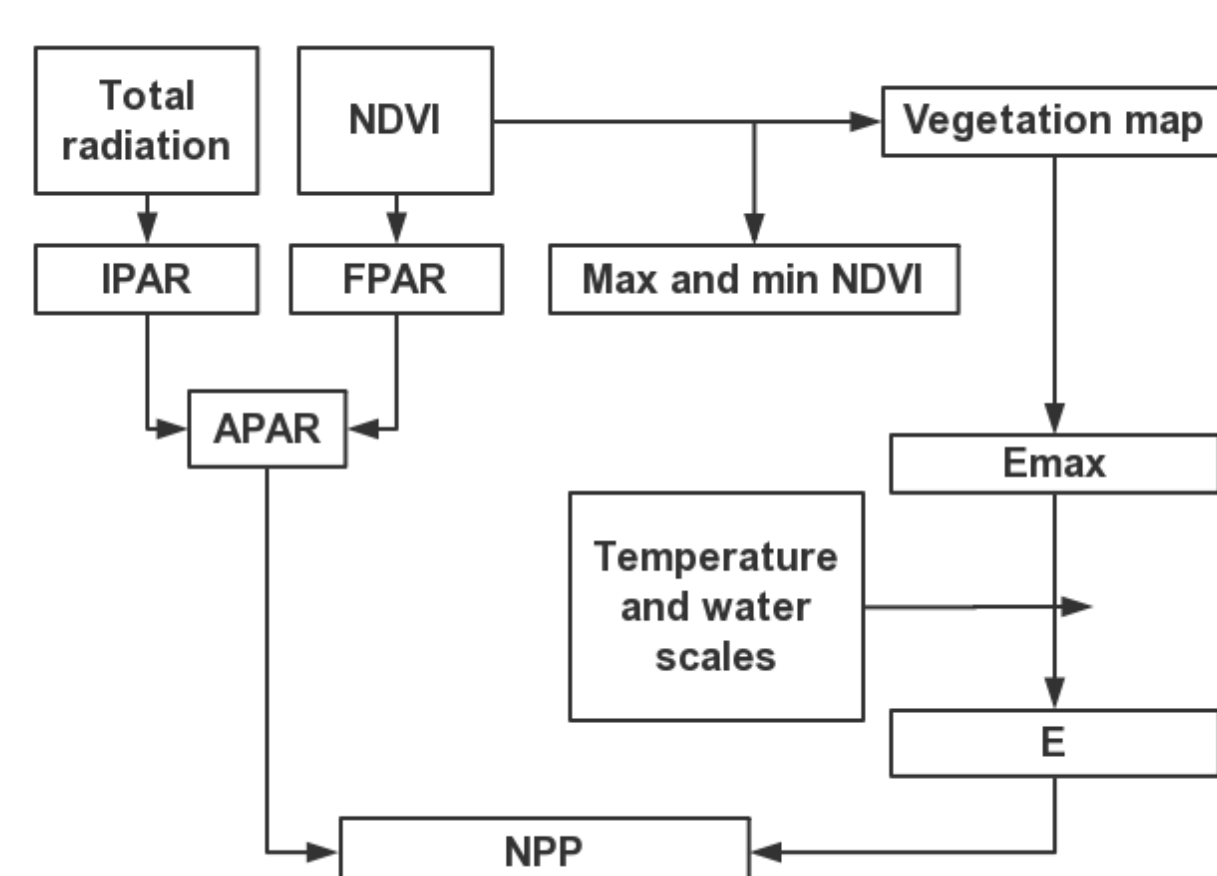 Total
radiation
NDVI
Vegetation map
IPAR
FPAR
Max and min NDVI
APAR
Emax
Temperature
and water
scales
E
NPP